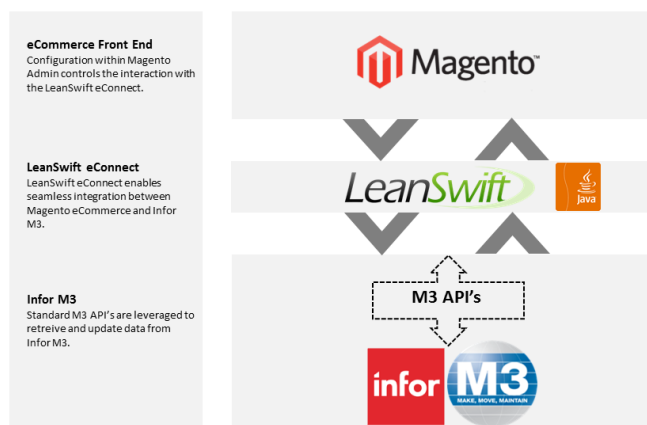 eCommerce Front End
Configuration within Magento
Admin controls the interaction with
the LeanSwift eConnect.
Magento™
LeanSwift eConnect
LeanSwift eConnect enables
seamless integration between
Magento eCommerce and Infor
M3.
LeanSwift
Java
Infor M3
Standard M3 API's are leveraged to
retreive and update data from
Infor M3.
M3 API's
infor
M3
MAKE, MOVE, MAINTAIN